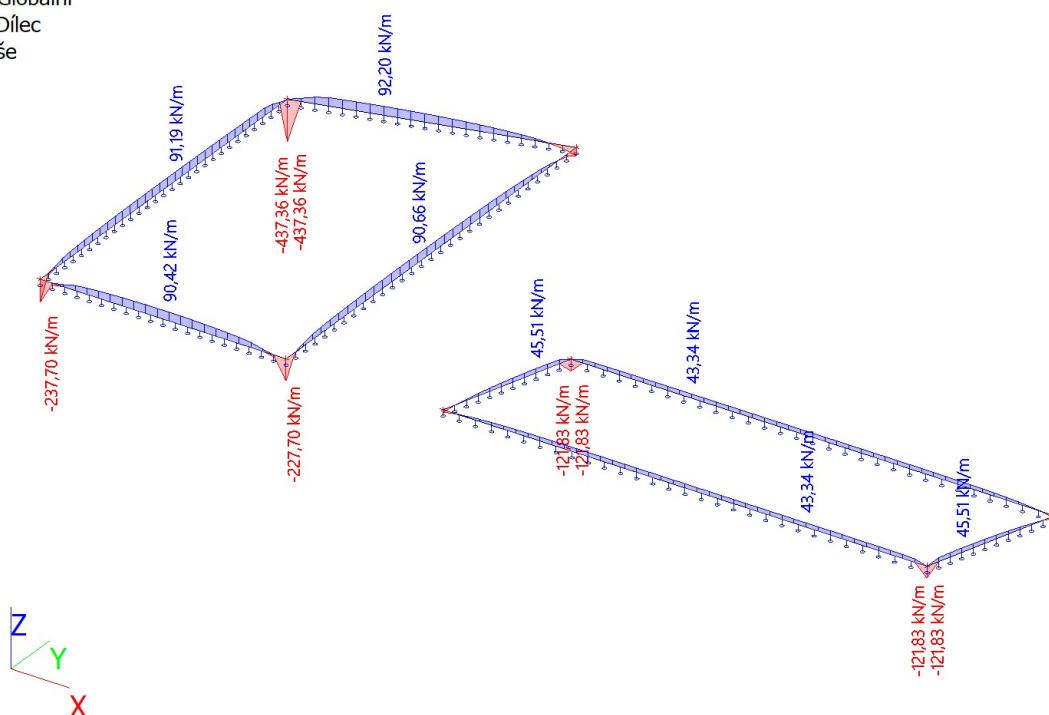 Globální
Dílec
še
92,20 kN/m
91,19 kN/m
-437,36 kN/m
-437,36 kN/m
90,66 kN/m
90,42 kN/m
-237,70 kN/m
-227,70 kN/m
45,51 kN/m
43,34 kN/m
-121,83 kN/m
-121,83 kN/m
43,34 kN/m
45,51 kN/m
-121,83 kN/m
-121,83 kN/m
Z
Y
X